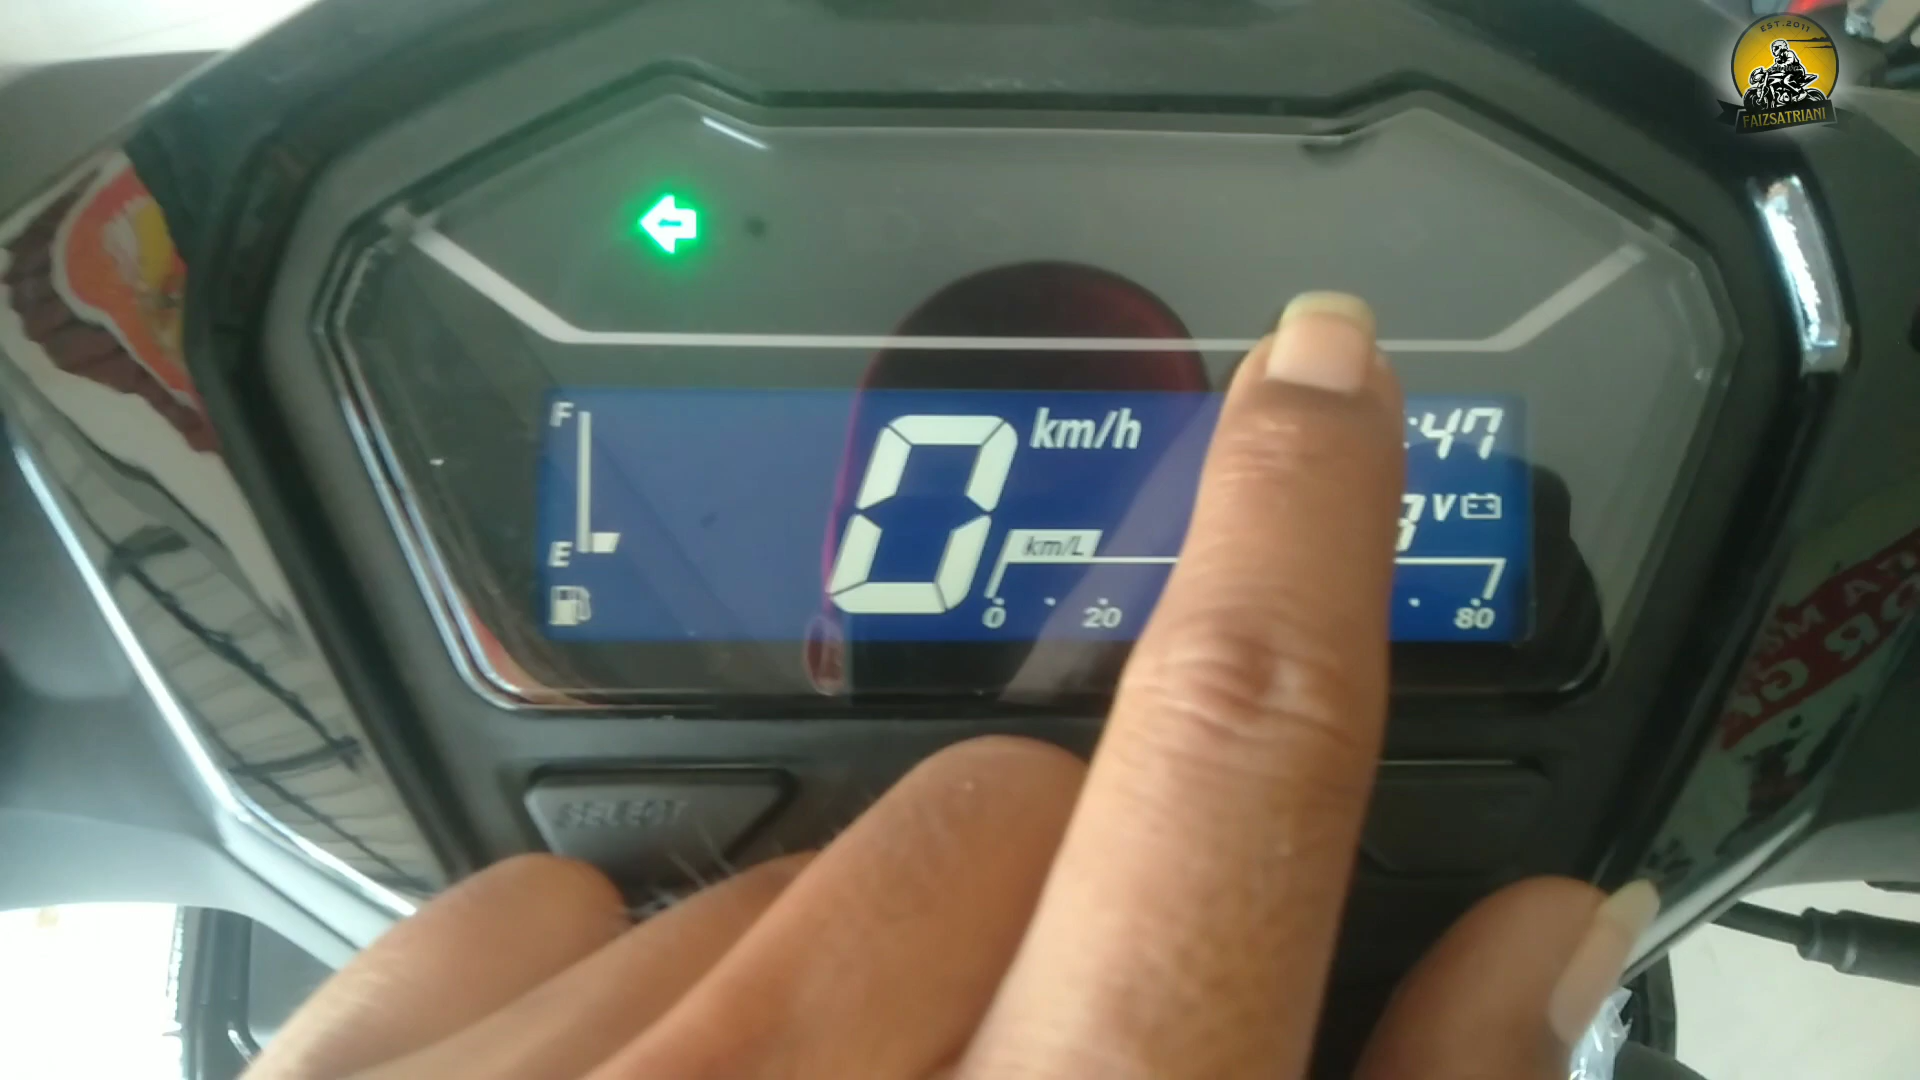 EST.2011
FAIZSATRIANI
F
km/h
:47
0
V
E
km/L
0 20 80
SELECT